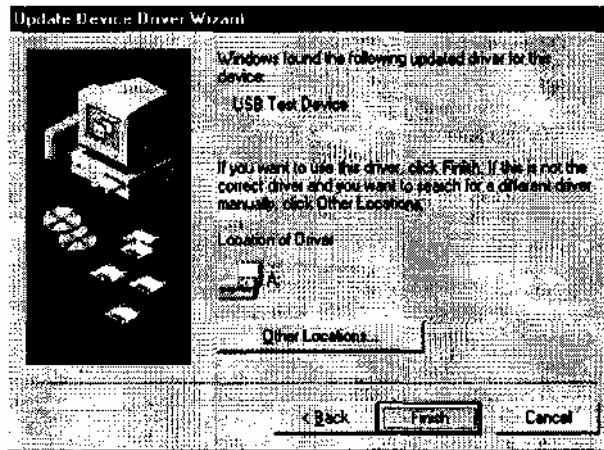 Update Device Driver Wizard
Windows found the following updated driver for this
device:
USB Test Device
If you want to use this driver, click Finish. If this is not the
correct driver and you want to search for a different driver
manually, click Other Locations.
Location of Driver
A:
Other Locations...
< Back
Finish
Cancel